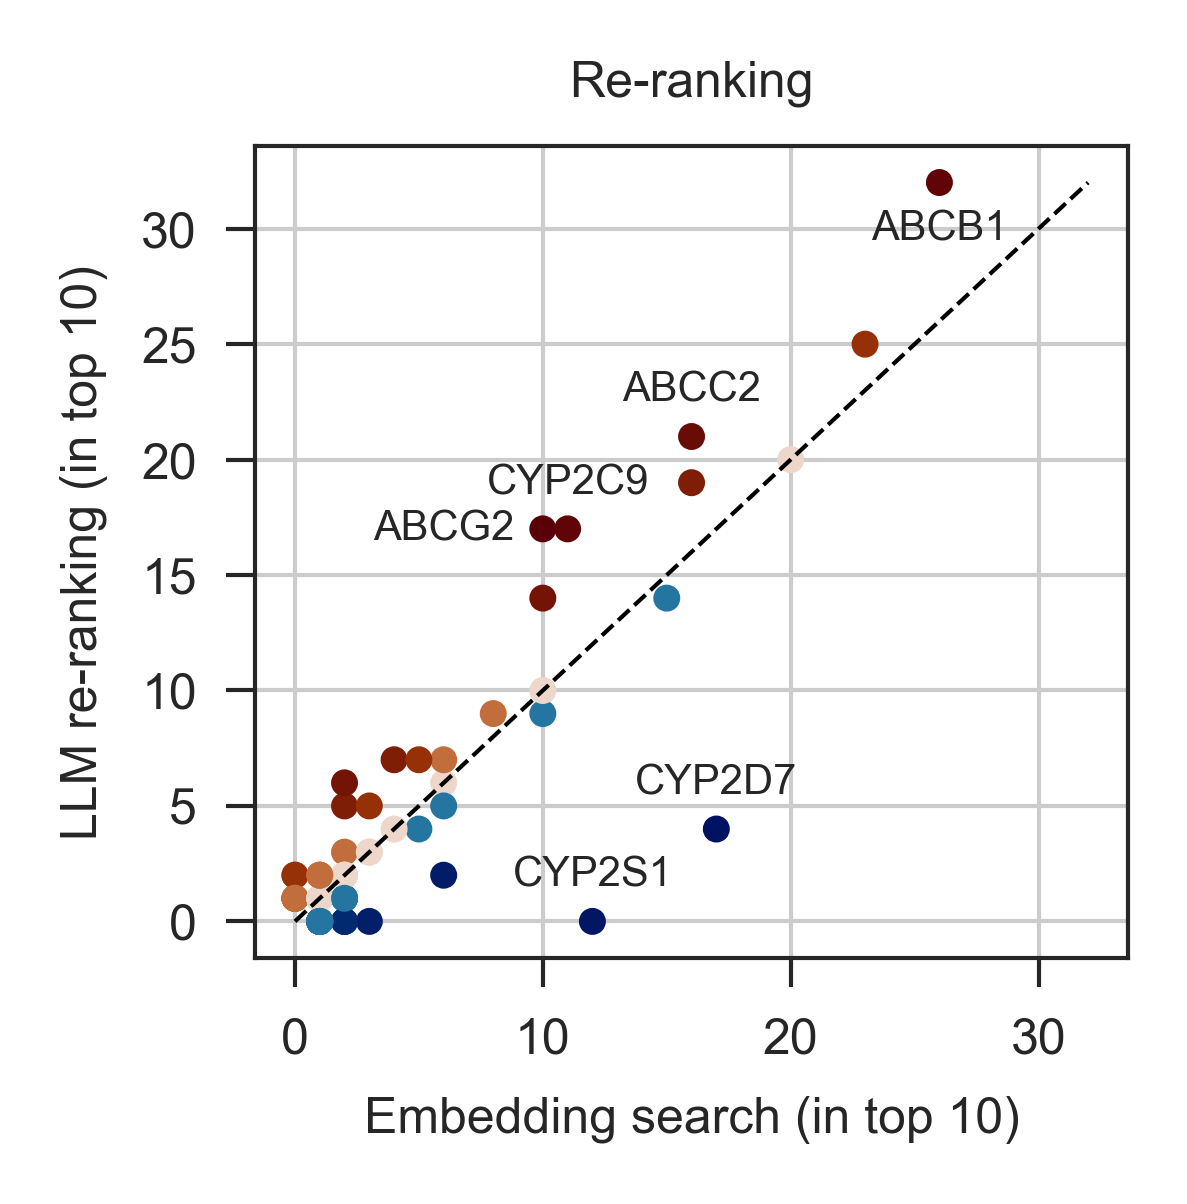 Re-ranking
LLM re-ranking (in top 10)
30
25
20
15
10
5
0
ABCB1
ABCC2
CYP2C9
ABCG2
CYP2D7
CYP2S1
0 10 20 30
Embedding search (in top 10)